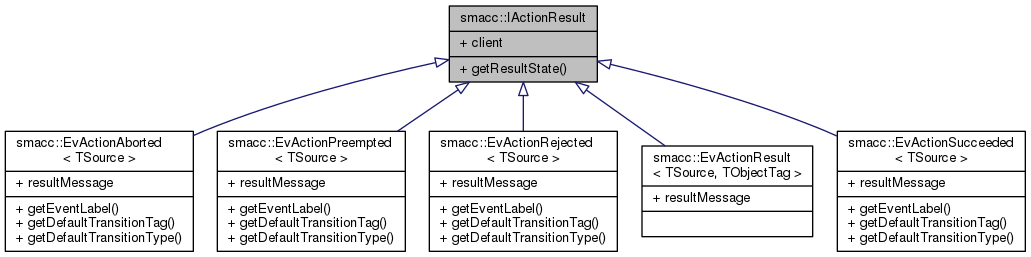 smacc::IActionResult
+ client
+ getResultState()
smacc::EvActionAborted
< TSource >
+ resultMessage
+ getEventLabel()
+ getDefaultTransitionTag()
+ getDefaultTransitionType()
smacc::EvActionPreempted
< TSource >
+ resultMessage
+ getEventLabel()
+ getDefaultTransitionTag()
+ getDefaultTransitionType()
smacc::EvActionRejected
< TSource >
+ resultMessage
+ getEventLabel()
+ getDefaultTransitionTag()
+ getDefaultTransitionType()
smacc::EvActionResult
< TSource, TObjectTag >
+ resultMessage
smacc::EvActionSucceeded
< TSource >
+ resultMessage
+ getEventLabel()
+ getDefaultTransitionTag()
+ getDefaultTransitionType()